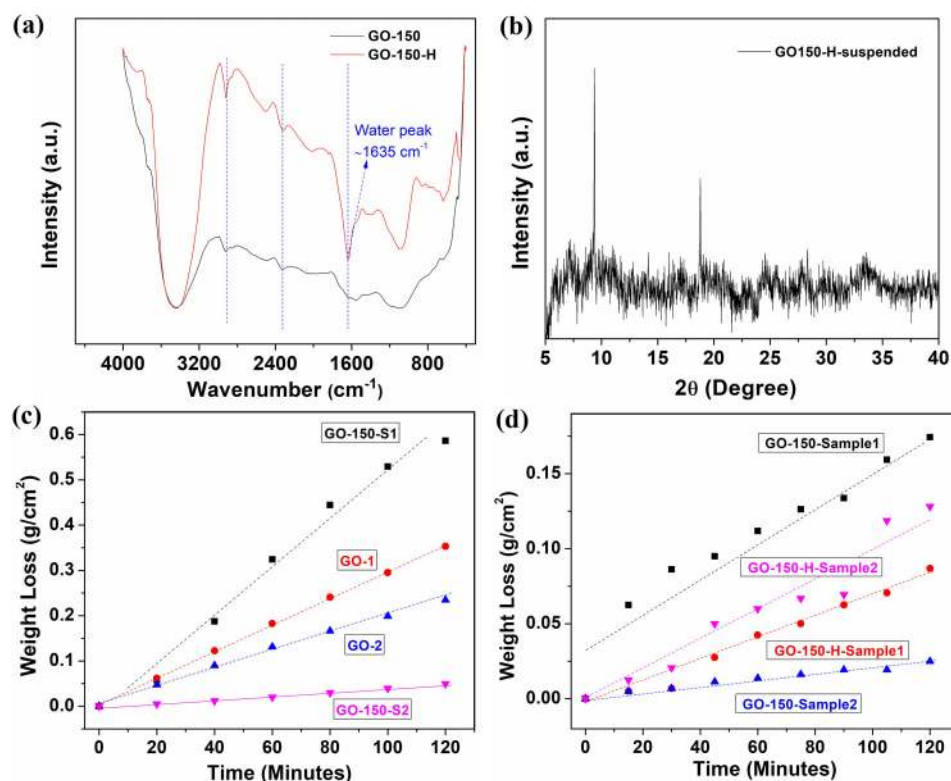 (a)
GO-150
GO-150-H
Water peak
~1635 cm⁻¹
Intensity (a.u.)
4000 3200 2400 1600 800
Wavenumber (cm⁻¹)
(b)
GO150-H-suspended
Intensity (a.u.)
5 10 15 20 25 30 35 40
2θ (Degree)
(c)
GO-150-S1
GO-1
GO-2
GO-150-S2
Weight Loss (g/cm²)
0.6
0.5
0.4
0.3
0.2
0.1
0.0
0 20 40 60 80 100 120
Time (Minutes)
(d)
GO-150-Sample1
GO-150-H-Sample2
GO-150-H-Sample1
GO-150-Sample2
Weight Loss (g/cm²)
0.15
0.10
0.05
0.00
0 20 40 60 80 100 120
Time (Minutes)